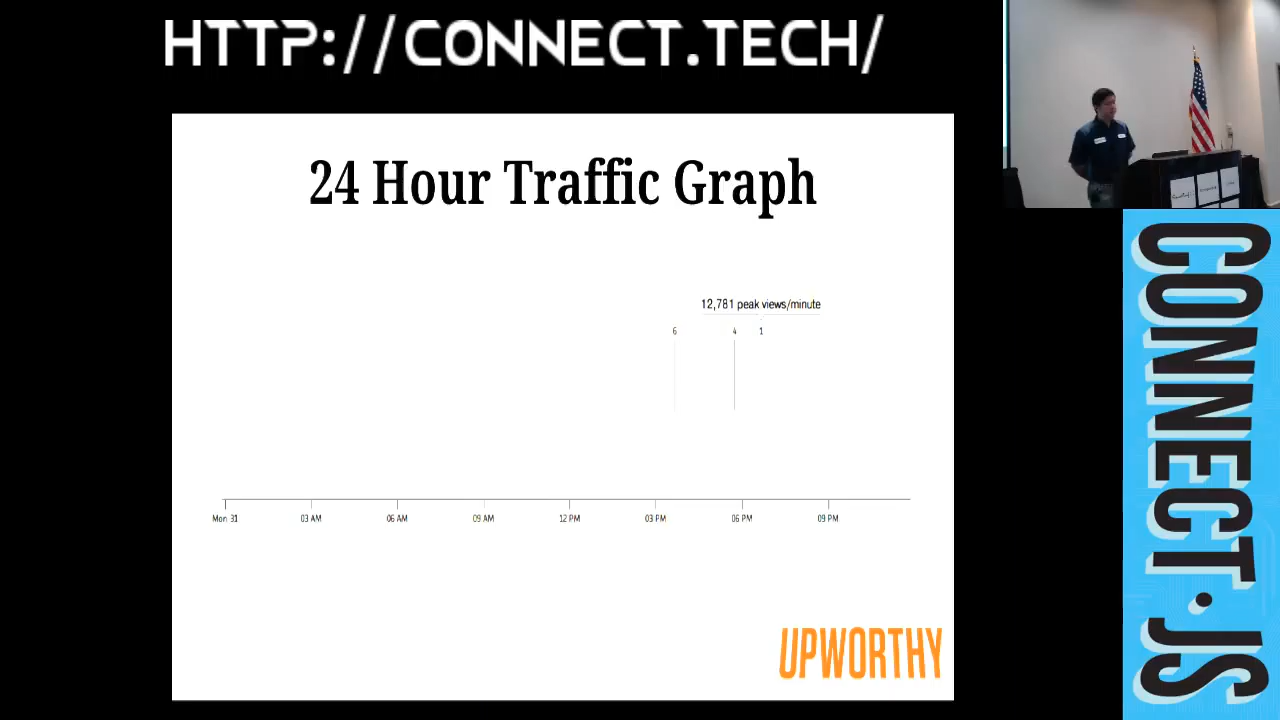 HTTP://CONNECT.TECH/
24 Hour Traffic Graph
12,781 peak views/minute
6 4 1
Mon 31 03 AM 06 AM 09 AM 12 PM 03 PM 06 PM 09 PM
UPWORTHY
CONNECT.JS